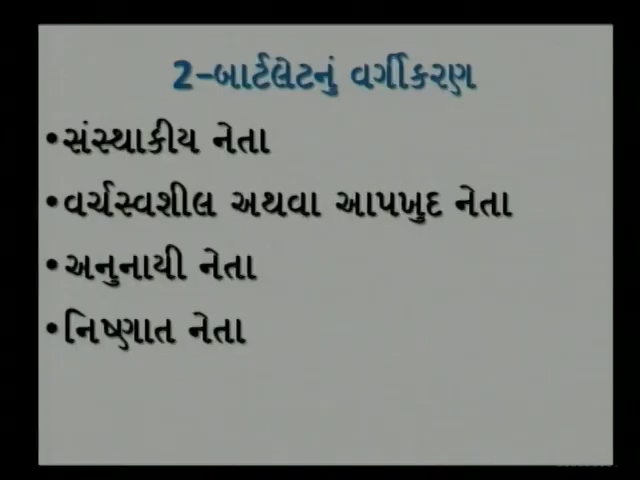 2-બાર્ટલેટનું વર્ગીકરણ
•સંસ્થાકીય નેતા
•વર્ચસ્વશીલ અથવા આપખુદ નેતા
•અનુનાયી નેતા
•નિષ્ણાત નેતા